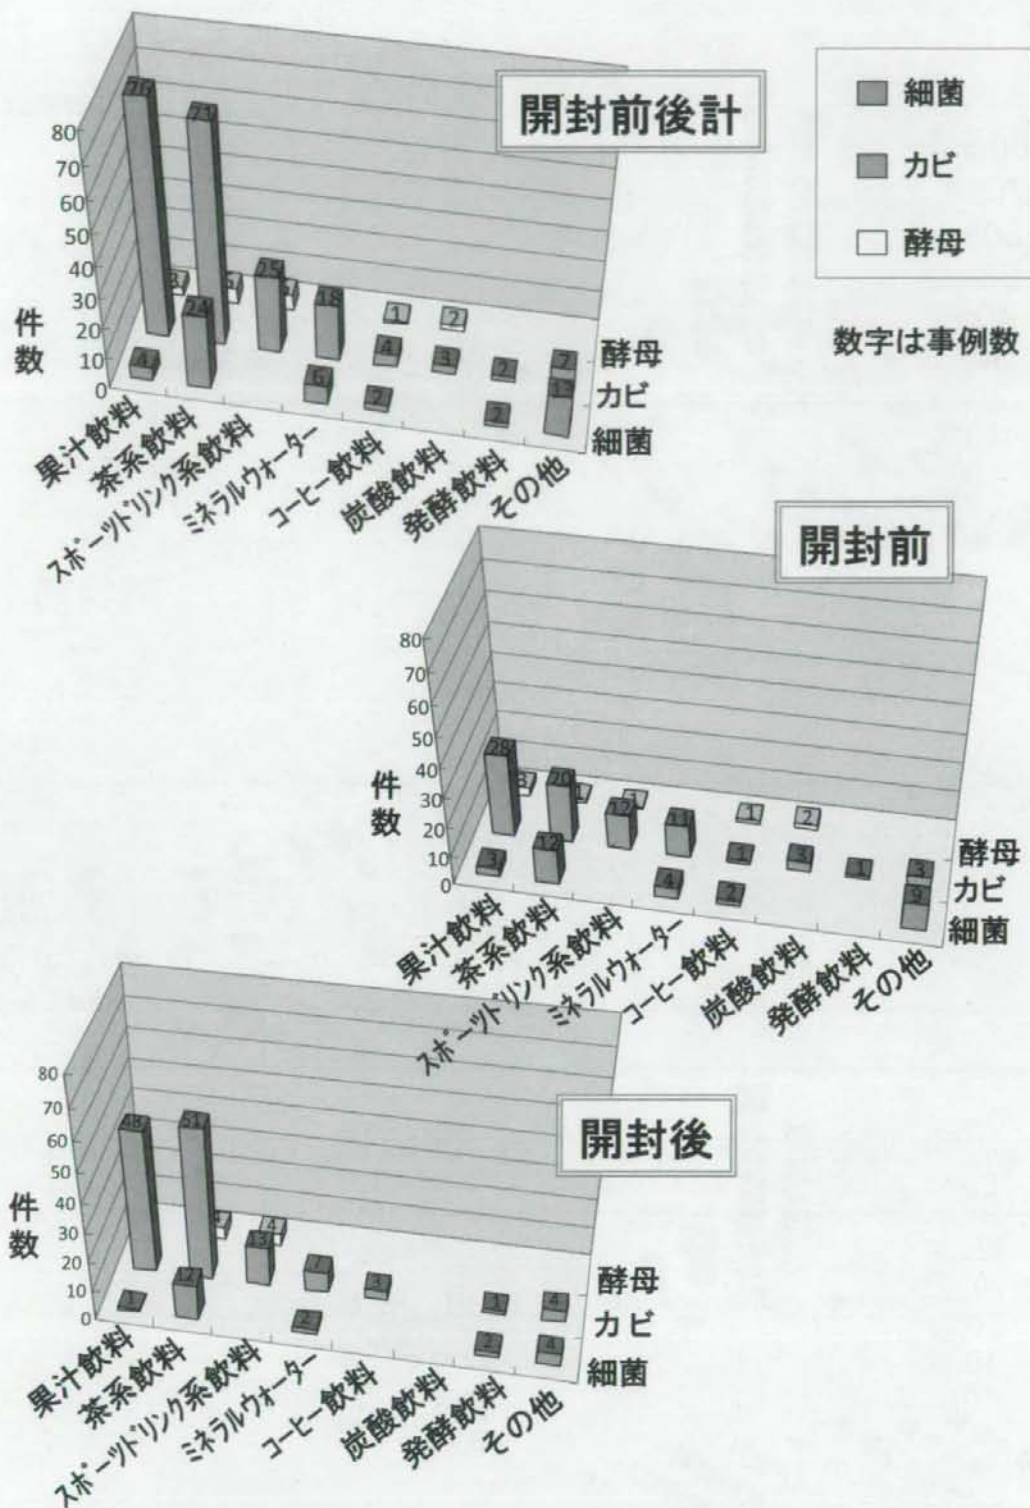 開封前後計
細菌
カビ
酵母
数字は事例数
件数
80
70
60
50
40
30
20
10
0
76
71
25
18
4
3
2
7
3
5
5
1
2
4
24
6
2
2
13
酵母
カビ
細菌
果汁飲料
茶系飲料
スポーツドリンク系飲料
ミネラルウォーター
コーヒー飲料
炭酸飲料
発酵飲料
その他
開封前
件数
80
70
60
50
40
30
20
10
0
28
20
12
11
1
3
1
3
3
1
1
1
2
3
12
4
2
9
酵母
カビ
細菌
果汁飲料
茶系飲料
スポーツドリンク系飲料
ミネラルウォーター
コーヒー飲料
炭酸飲料
発酵飲料
その他
開封後
件数
80
70
60
50
40
30
20
10
0
48
51
13
7
3
1
4
4
4
1
12
2
2
4
酵母
カビ
細菌
果汁飲料
茶系飲料
スポーツドリンク系飲料
ミネラルウォーター
コーヒー飲料
炭酸飲料
発酵飲料
その他